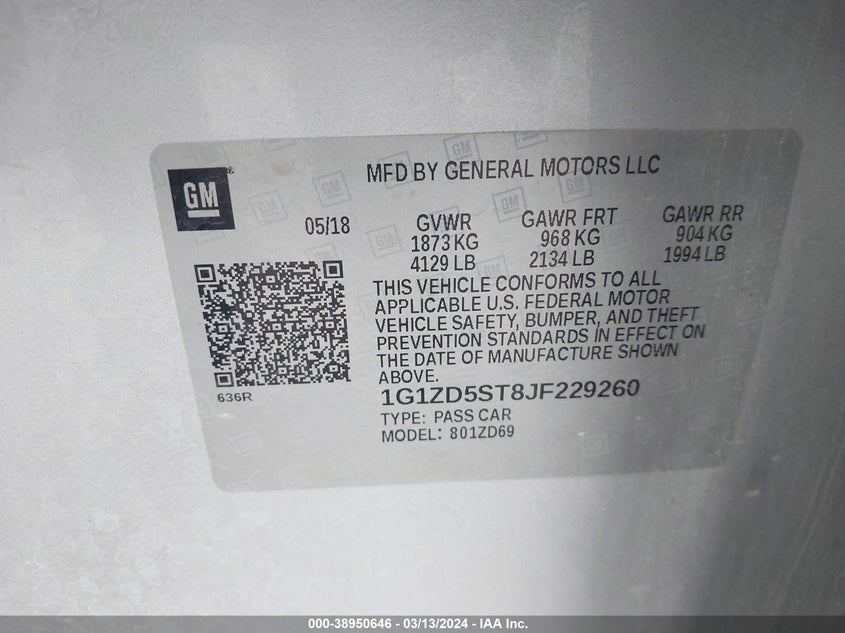 GM
MFD BY GENERAL MOTORS LLC
05/18
GVWR GAWR FRT GAWR RR
1873 KG 968 KG 904 KG
4129 LB 2134 LB 1994 LB
THIS VEHICLE CONFORMS TO ALL
APPLICABLE U.S. FEDERAL MOTOR
VEHICLE SAFETY, BUMPER, AND THEFT
PREVENTION STANDARDS IN EFFECT ON
THE DATE OF MANUFACTURE SHOWN
ABOVE.
636R
1G1ZD5ST8JF229260
TYPE: PASS CAR
MODEL: 801ZD69
000-38950646 - 03/13/2024 - IAA Inc.